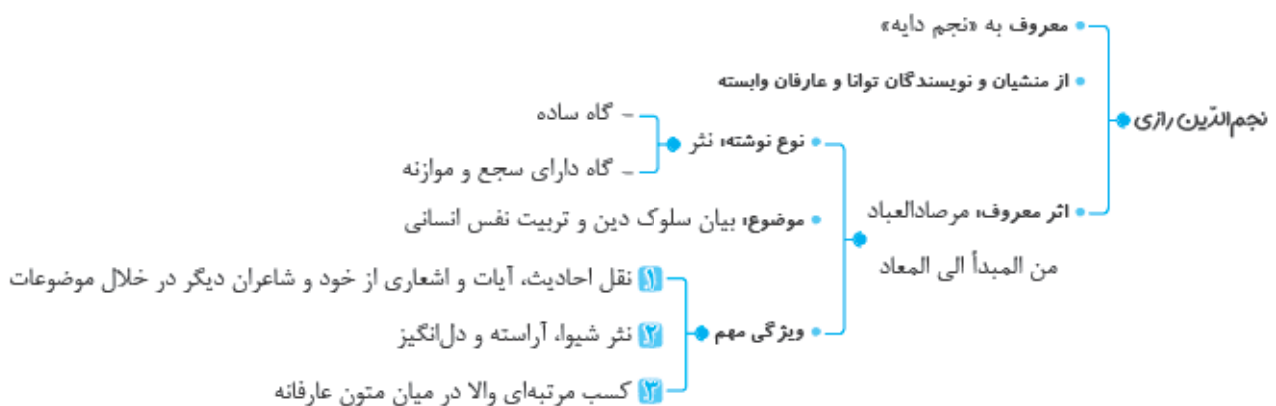 نجم‌الدّین رازی
معروف به «نجم دایه»
از منشیان و نویسندگان توانا و عارفان وابسته
اثر معروف: مرصادالعباد
من المبدأ الی المعاد
نوع نوشته: نثر
- گاه ساده
- گاه دارای سجع و موازنه
موضوع: بیان سلوک دین و تربیت نفس انسانی
ویژگی مهم
۱ نقل احادیث، آیات و اشعاری از خود و شاعران دیگر در خلال موضوعات
۲ نثر شیوا، آراسته و دل‌انگیز
۳ کسب مرتبه‌ای والا در میان متون عارفانه